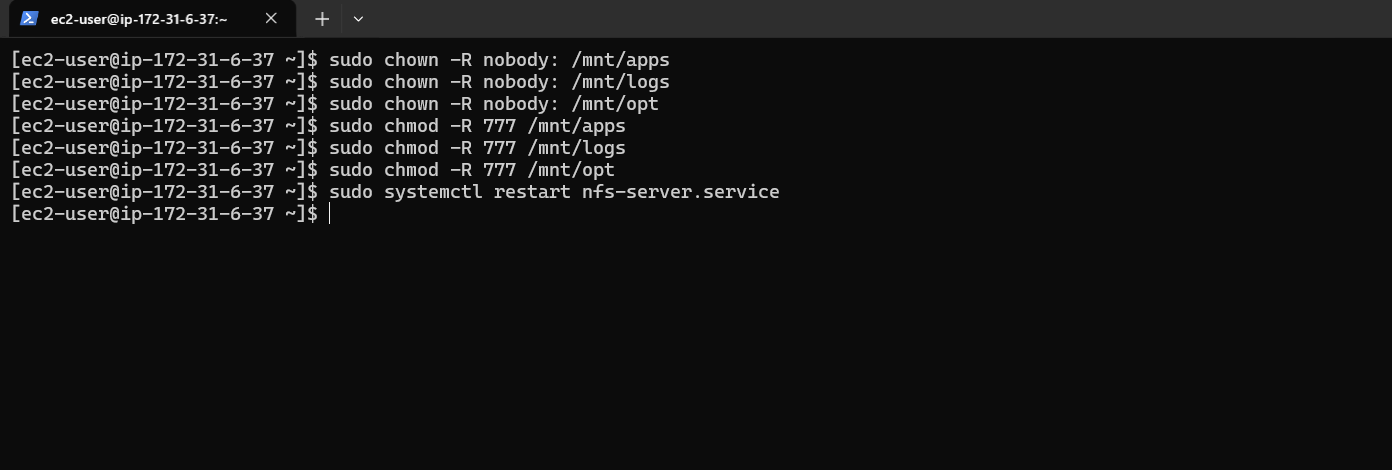 ec2-user@ip-172-31-6-37:~
[ec2-user@ip-172-31-6-37 ~]$ sudo chown -R nobody: /mnt/apps
[ec2-user@ip-172-31-6-37 ~]$ sudo chown -R nobody: /mnt/logs
[ec2-user@ip-172-31-6-37 ~]$ sudo chown -R nobody: /mnt/opt
[ec2-user@ip-172-31-6-37 ~]$ sudo chmod -R 777 /mnt/apps
[ec2-user@ip-172-31-6-37 ~]$ sudo chmod -R 777 /mnt/logs
[ec2-user@ip-172-31-6-37 ~]$ sudo chmod -R 777 /mnt/opt
[ec2-user@ip-172-31-6-37 ~]$ sudo systemctl restart nfs-server.service
[ec2-user@ip-172-31-6-37 ~]$